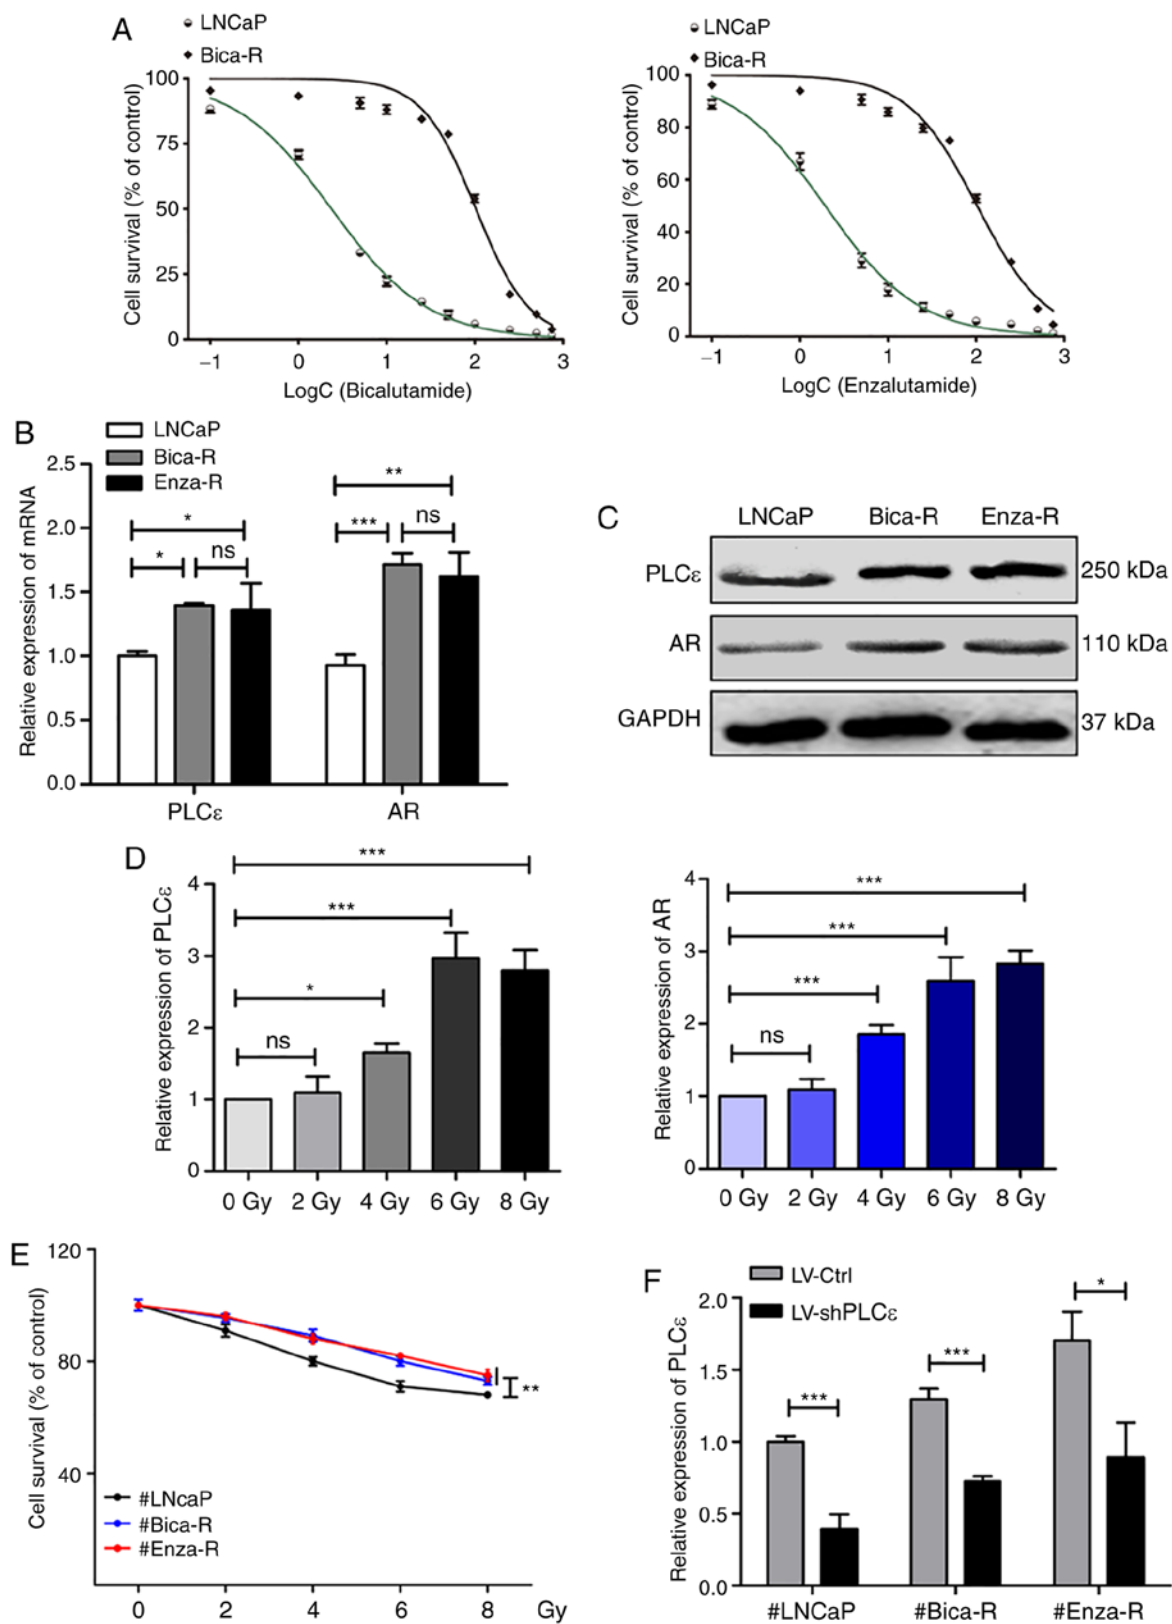 A
LNCaP
Bica-R
Cell survival (% of control)
100
75
50
25
0
−1 0 1 2 3
LogC (Bicalutamide)
LNCaP
Bica-R
Cell survival (% of control)
100
80
60
40
20
0
−1 0 1 2 3
LogC (Enzalutamide)
B
LNCaP
Bica-R
Enza-R
Relative expression of mRNA
2.5
2.0
1.5
1.0
0.5
0.0
*
* ns
**
*** ns
PLCε AR
C
LNCaP Bica-R Enza-R
PLCε 250 kDa
AR 110 kDa
GAPDH 37 kDa
D
Relative expression of PLCε
4
3
2
1
0
***
***
*
ns
0 Gy 2 Gy 4 Gy 6 Gy 8 Gy
Relative expression of AR
4
3
2
1
0
***
***
***
ns
0 Gy 2 Gy 4 Gy 6 Gy 8 Gy
E
Cell survival (% of control)
120
80
40
**
#LNcaP
#Bica-R
#Enza-R
0 2 4 6 8 Gy
F
LV-Ctrl
LV-shPLCε
Relative expression of PLCε
2.0
1.5
1.0
0.5
0.0
*** *** *
#LNCaP #Bica-R #Enza-R